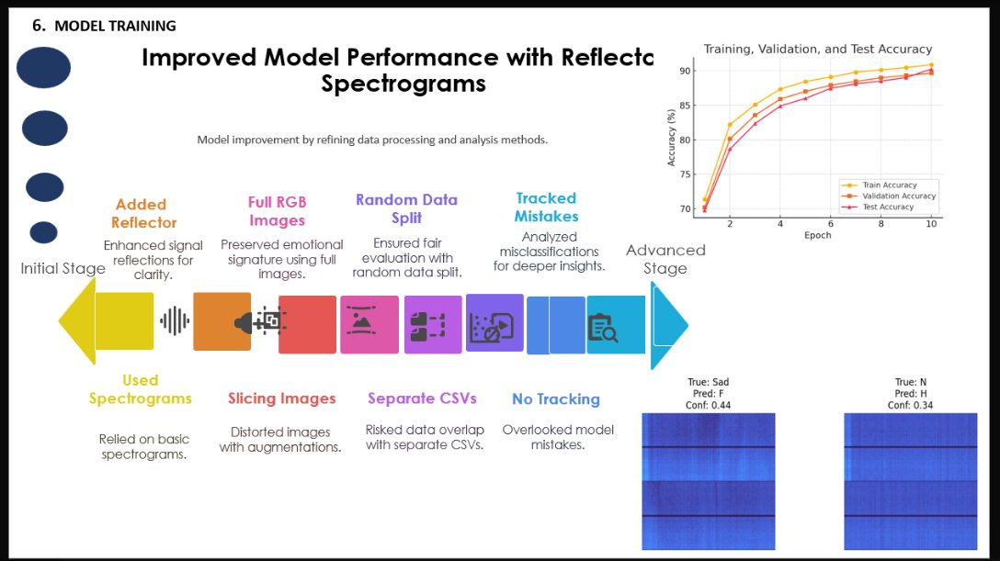 6. MODEL TRAINING
Improved Model Performance with Reflecto
Spectrograms
Model improvement by refining data processing and analysis methods.
Training, Validation, and Test Accuracy
Accuracy (%)
90
85
80
75
70
2
4
6
8
10
Epoch
Train Accuracy
Validation Accuracy
Test Accuracy
Initial Stage
Added
Reflector
Enhanced signal
reflections for
clarity.
Full RGB
Images
Preserved emotional
signature using full
images.
Random Data
Split
Ensured fair
evaluation with
random data split.
Tracked
Mistakes
Analyzed
misclassifications
for deeper insights.
Advanced
Stage
Used
Spectrograms
Relied on basic
spectrograms.
Slicing Images
Distorted images
with augmentations.
Separate CSVs
Risked data overlap
with separate CSVs.
No Tracking
Overlooked model
mistakes.
True: Sad
Pred: F
Conf: 0.44
True: N
Pred: H
Conf: 0.34